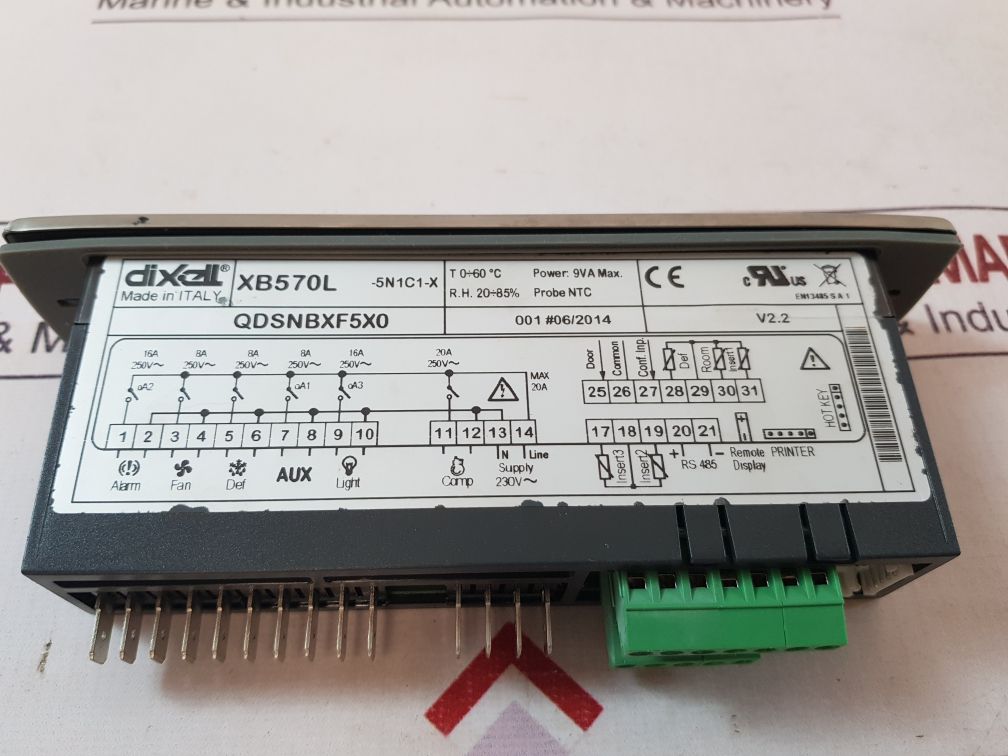 Marine & Industrial Automation & Machinery
dixell® XB570L -5N1C1-X
Made in ITALY
T 0÷60 °C Power: 9VA Max.
R.H. 20÷85% Probe NTC
CE
c RU us
EN13485 S A 1
QDSNBXF5X0 001 #06/2014 V2.2
16A 8A 8A 8A 16A 20A
250V~ 250V~ 250V~ 250V~ 250V~ 250V~
MAX
20A
oA2 oA1 oA3
1 2 3 4 5 6 7 8 9 10 11 12 13 14
N Line
Alarm Fan Def AUX Light Comp Supply
230V~
Door Common Conf. Inp. Def Room Insert1
25 26 27 28 29 30 31
17 18 19 20 21
Insert3 Insert2 + RS 485 −
+ −
Remote
Display
PRINTER
HOT KEY
& Indu